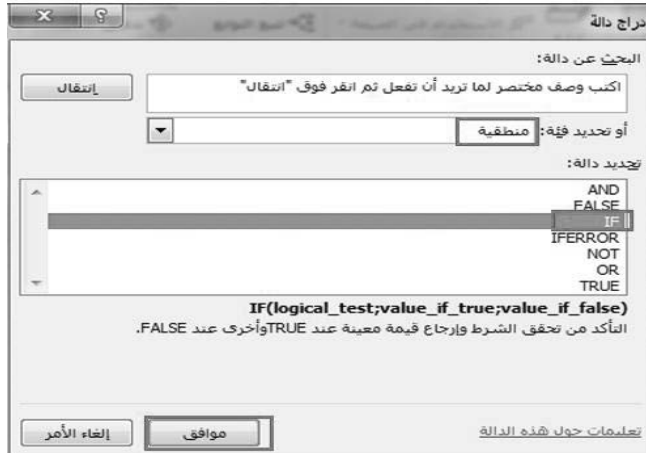 دراج دالة
البحث عن دالة:
اكتب وصف مختصر لما تريد أن تفعل ثم انقر فوق "انتقال"
إنتقال
أو تحديد فئة: منطقية
تحديد دالة:
AND
FALSE
IF
IFERROR
NOT
OR
TRUE
IF(logical_test;value_if_true;value_if_false)
التأكد من تحقق الشرط وإرجاع قيمة معينة عند TRUEوأخرى عند FALSE.
تعليمات حول هذه الدالة
موافق
إلغاء الأمر